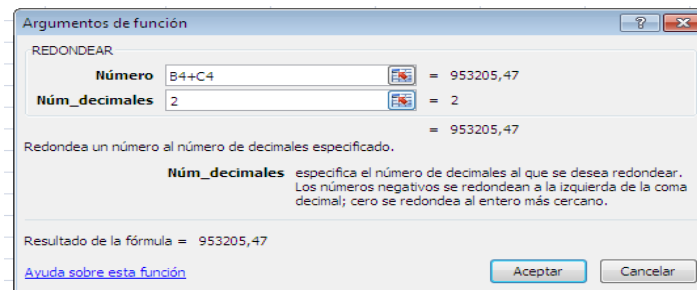 Argumentos de función
REDONDEAR
Número B4+C4 = 953205,47
Núm_decimales 2 = 2
= 953205,47
Redondea un número al número de decimales especificado.
Núm_decimales especifica el número de decimales al que se desea redondear.
Los números negativos se redondean a la izquierda de la coma
decimal; cero se redondea al entero más cercano.
Resultado de la fórmula = 953205,47
Ayuda sobre esta función Aceptar Cancelar